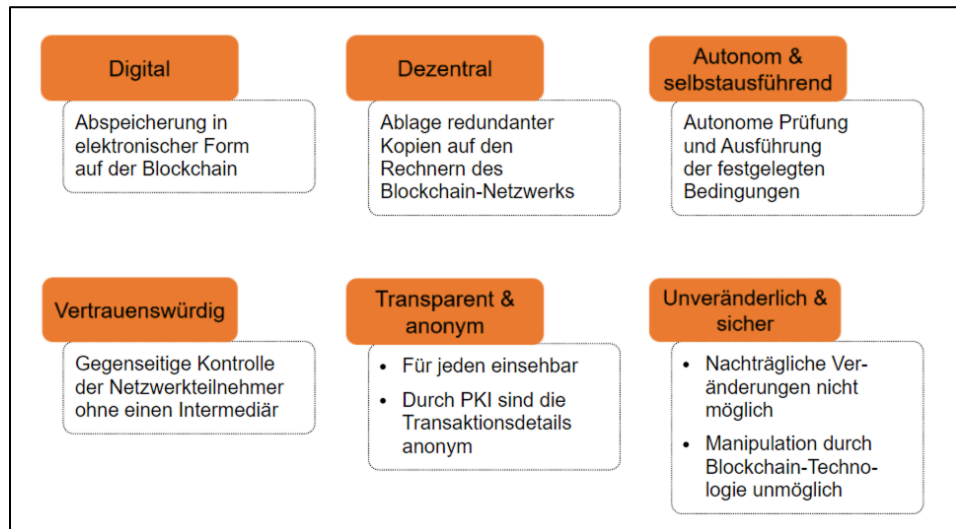 Digital
Abspeicherung in
elektronischer Form
auf der Blockchain
Dezentral
Ablage redundanter
Kopien auf den
Rechnern des
Blockchain-Netzwerks
Autonom &
selbstausführend
Autonome Prüfung
und Ausführung
der festgelegten
Bedingungen
Vertrauenswürdig
Gegenseitige Kontrolle
der Netzwerkteilnehmer
ohne einen Intermediär
Transparent &
anonym
• Für jeden einsehbar
• Durch PKI sind die
Transaktionsdetails
anonym
Unveränderlich &
sicher
• Nachträgliche Ver-
änderungen nicht
möglich
• Manipulation durch
Blockchain-Techno-
logie unmöglich